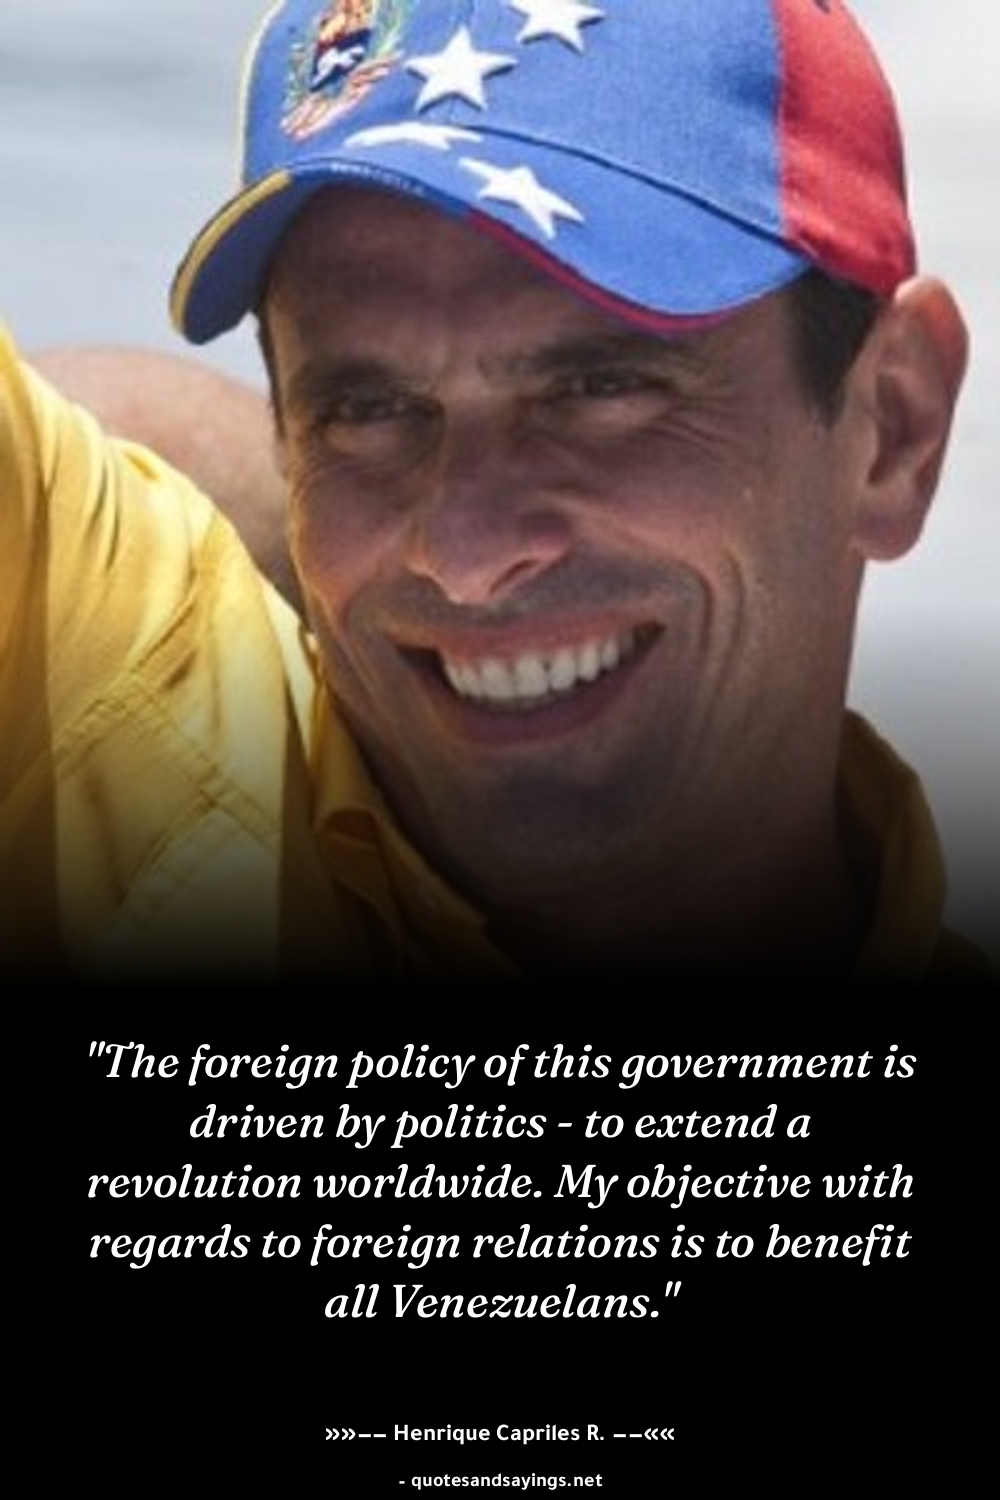 "The foreign policy of this government is
driven by politics - to extend a
revolution worldwide. My objective with
regards to foreign relations is to benefit
all Venezuelans."
»»–– Henrique Capriles R. ––««
- quotesandsayings.net